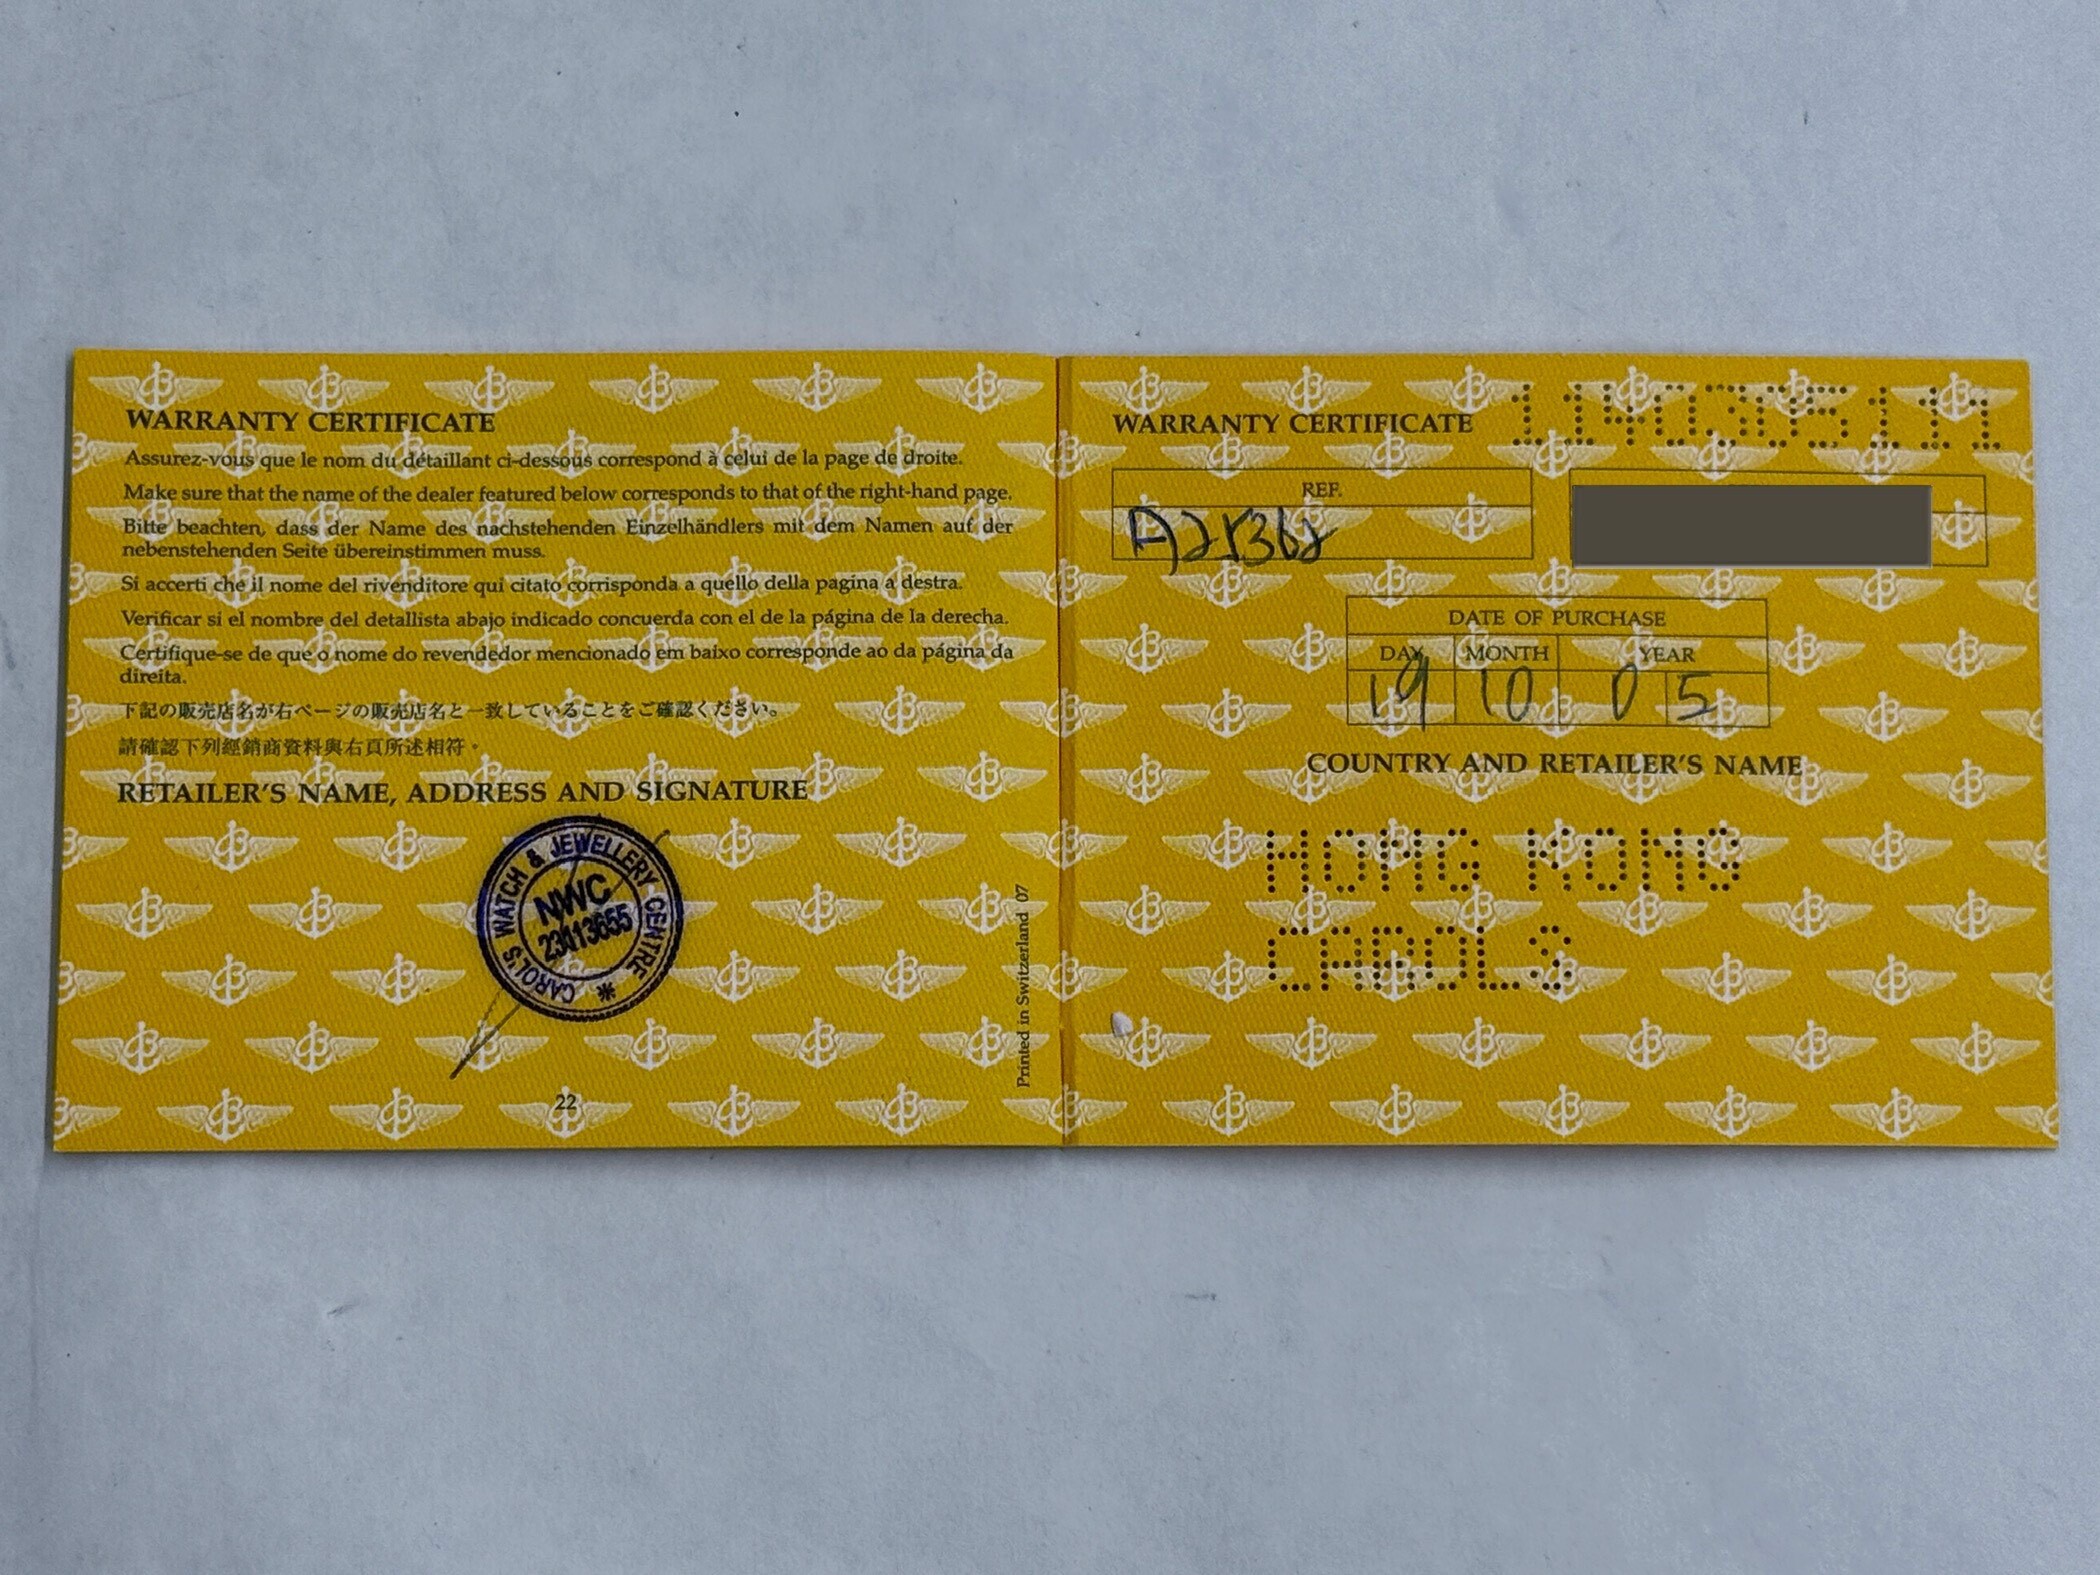 WARRANTY CERTIFICATE
Assurez-vous que le nom du détaillant ci-dessous correspond à celui de la page de droite.
Make sure that the name of the dealer featured below corresponds to that of the right-hand page.
Bitte beachten, dass der Name des nachstehenden Einzelhändlers mit dem Namen auf der
nebenstehenden Seite übereinstimmen muss.
Si accerti che il nome del rivenditore qui citato corrisponda a quello della pagina a destra.
Verificar si el nombre del detallista abajo indicado concuerda con el de la página de la derecha.
Certifique-se de que o nome do revendedor mencionado em baixo corresponde ao da página da
direita.
下記の販売店名が右ページの販売店名と一致していることをご確認ください。
請確認下列經銷商資料與右頁所述相符。
RETAILER'S NAME, ADDRESS AND SIGNATURE
CAROL'S WATCH & JEWELLERY CENTRE
NWC
23113655
22
Printed in Switzerland 07
WARRANTY CERTIFICATE 11403051111
REF.
A25362
DATE OF PURCHASE
DAY MONTH YEAR
19 10 0 5
COUNTRY AND RETAILER'S NAME
HONG KONG
CAROLS